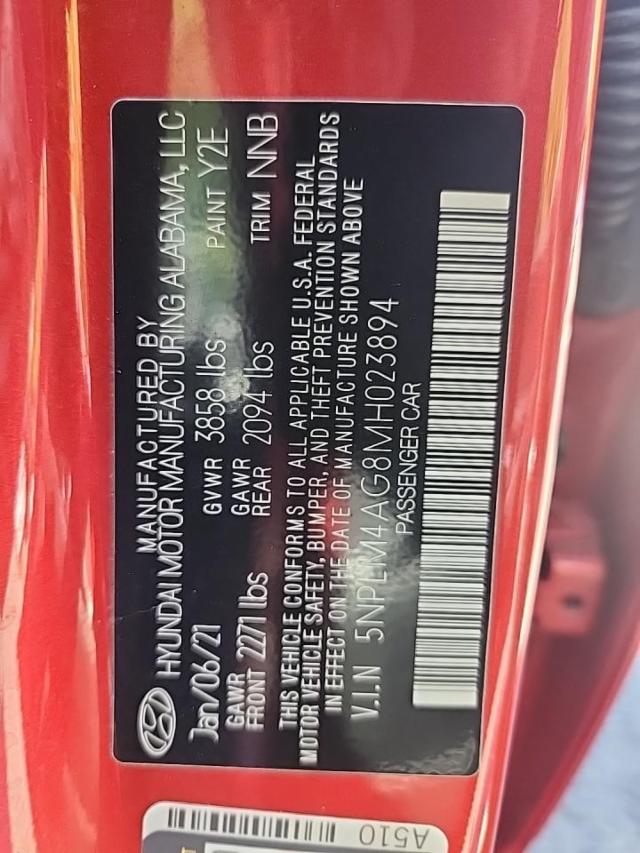 MANUFACTURED BY
HYUNDAI MOTOR MANUFACTURING ALABAMA, LLC
Jan/06/21 GVWR 3858 lbs PAINT Y2E
GAWR FRONT 2271 lbs GAWR REAR 2094 lbs TRIM NNB
THIS VEHICLE CONFORMS TO ALL APPLICABLE U.S.A. FEDERAL
MOTOR VEHICLE SAFETY, BUMPER, AND THEFT PREVENTION STANDARDS
IN EFFECT ON THE DATE OF MANUFACTURE SHOWN ABOVE
V.I.N 5NPLM4AG8MH023894
PASSENGER CAR
A510